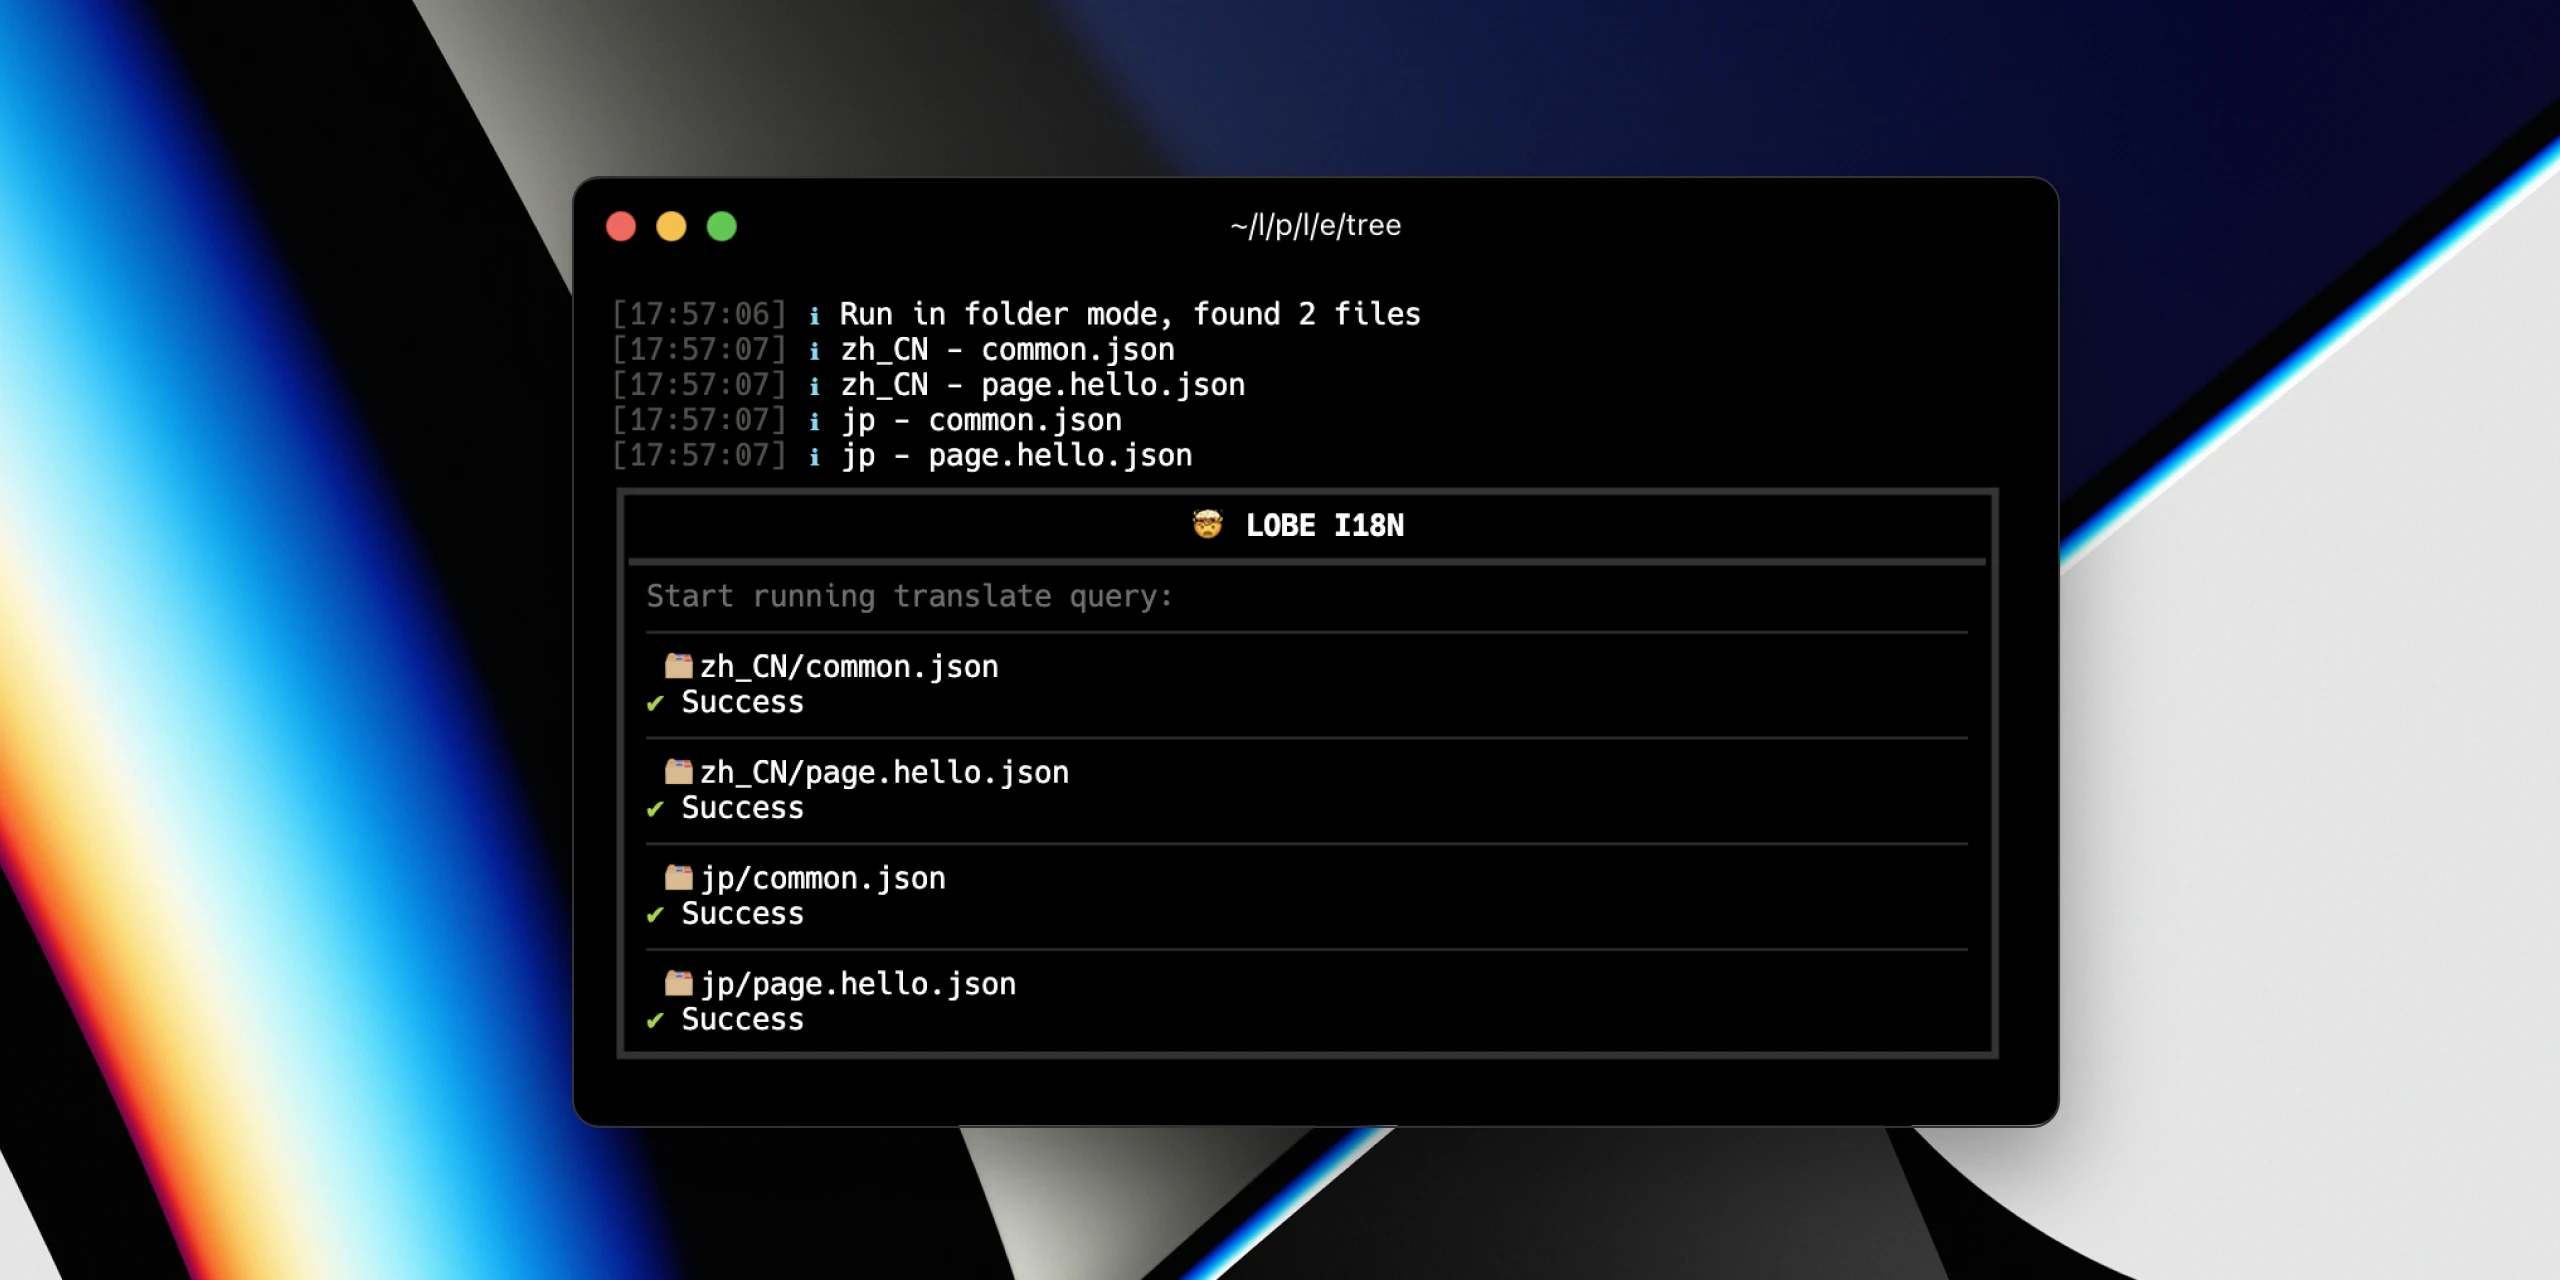 ~/l/p/l/e/tree
[17:57:06] ℹ Run in folder mode, found 2 files
[17:57:07] ℹ zh_CN - common.json
[17:57:07] ℹ zh_CN - page.hello.json
[17:57:07] ℹ jp - common.json
[17:57:07] ℹ jp - page.hello.json
🤯 LOBE I18N
Start running translate query:
🗂️ zh_CN/common.json
✔ Success
🗂️ zh_CN/page.hello.json
✔ Success
🗂️ jp/common.json
✔ Success
🗂️ jp/page.hello.json
✔ Success